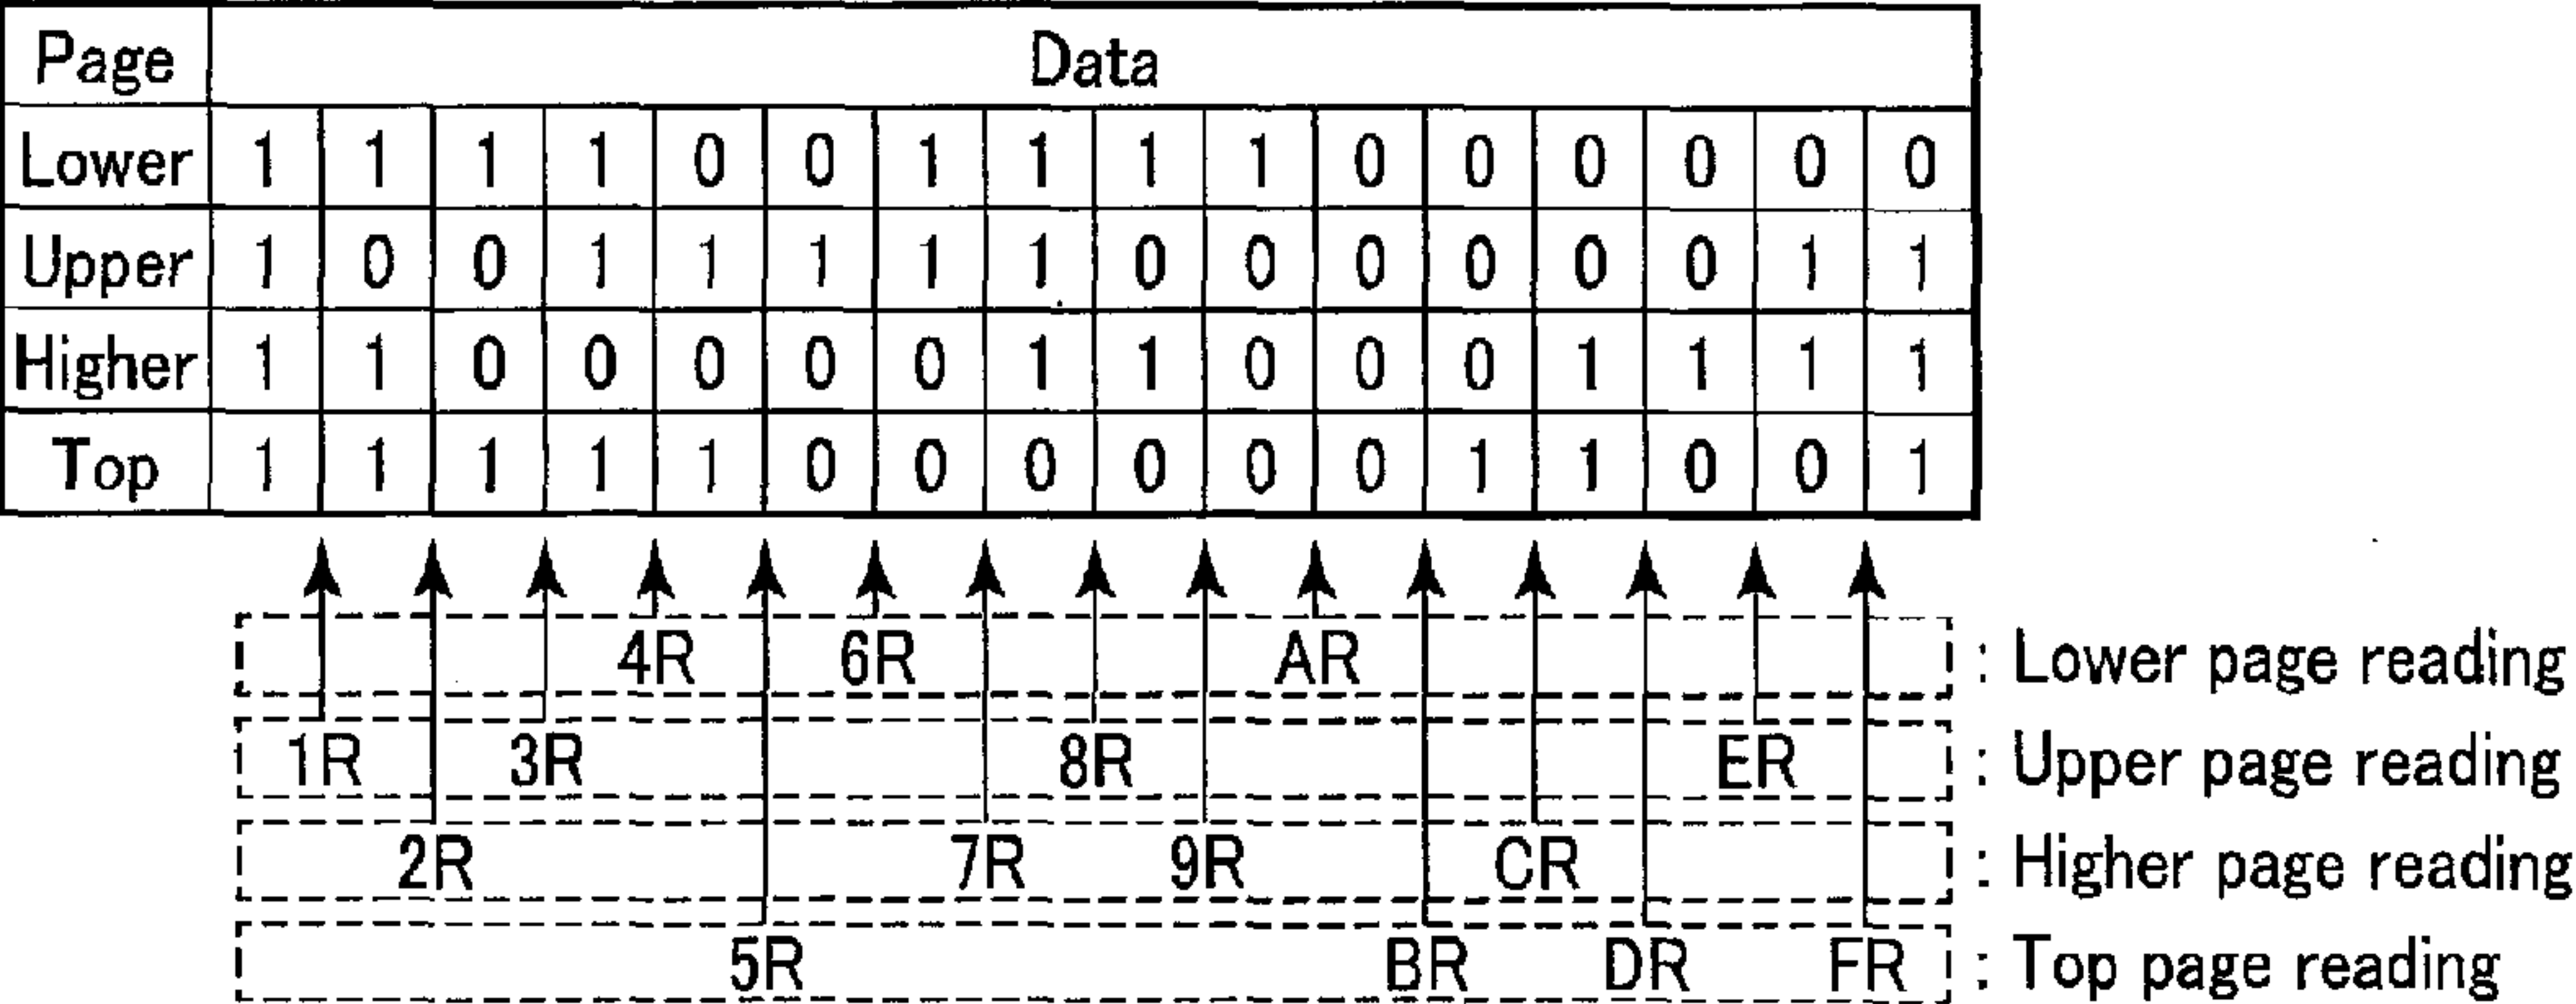 Page Data
Lower 1 1 1 1 0 0 1 1 1 1 0 0 0 0 0 0
Upper 1 0 0 1 1 1 1 1 0 0 0 0 0 0 1 1
Higher 1 1 0 0 0 0 0 1 1 0 0 0 1 1 1 1
Top 1 1 1 1 1 0 0 0 0 0 0 1 1 0 0 1
4R 6R AR : Lower page reading
1R 3R 8R ER : Upper page reading
2R 7R 9R CR : Higher page reading
5R BR DR FR : Top page reading